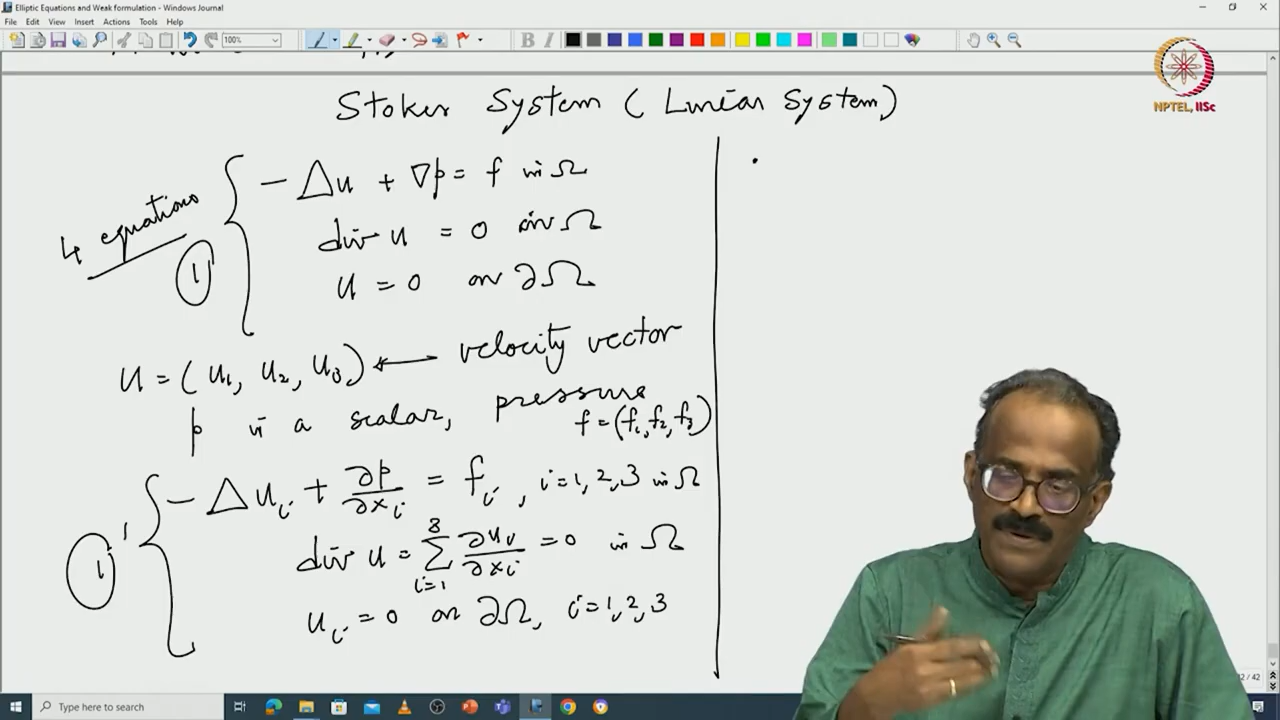 Elliptic Equations and Weak formulation - Windows Journal
File Edit View Insert Actions Tools Help
100%
B I
NPTEL, IISc
Stokes System (Linear System)
4 equations
① { -Δu + ∇p = f in Ω
div u = 0 in Ω
u = 0 on ∂Ω
u = (u₁, u₂, u₃) ↔ velocity vector
p is a scalar, pressure
f = (f₁, f₂, f₃)
①' { -Δuᵢ + ∂p/∂xᵢ = fᵢ, i = 1, 2, 3 in Ω
div u = ∑ᵢ₌₁³ ∂uᵢ/∂xᵢ = 0 in Ω
uᵢ = 0 on ∂Ω, i = 1, 2, 3
/ 42
Type here to search